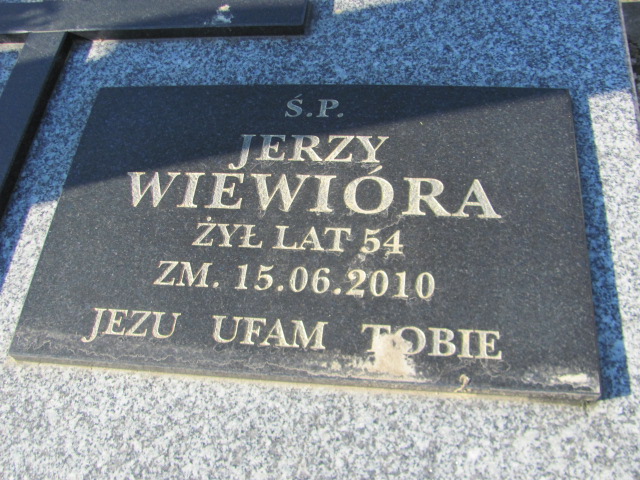 Ś.P.
JERZY
WIEWIÓRA
ŻYŁ LAT 54
ZM. 15.06.2010
JEZU UFAM TOBIE